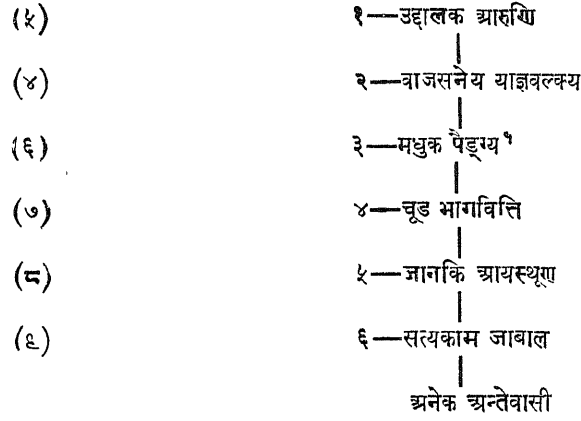 (५) १—उद्दालक आरुणि
(४) २—वाजसनेय याज्ञवल्क्य
(६) ३—मधुक पैङ्ग्य१
(७) ४—चूड भागवित्ति
(८) ५—जानकि आयस्थूण
(९) ६—सत्यकाम जाबाल
अनेक अन्तेवासी